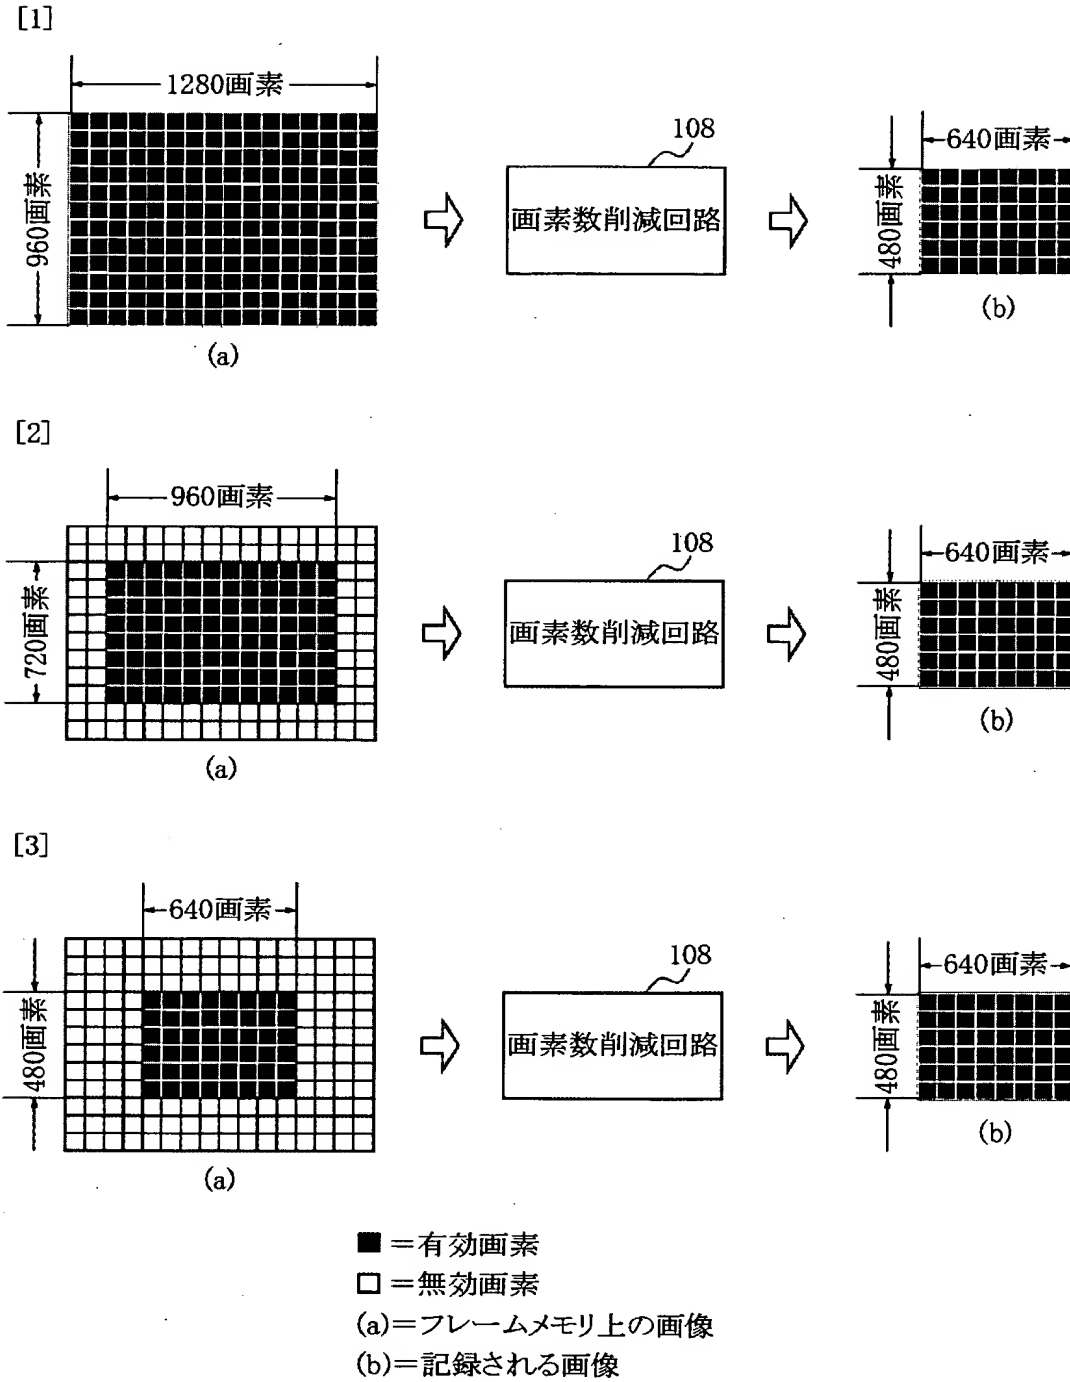 [1]
1280画素
960画素
(a)
108
画素数削減回路
640画素
480画素
(b)
[2]
960画素
720画素
(a)
108
画素数削減回路
640画素
480画素
(b)
[3]
640画素
480画素
(a)
108
画素数削減回路
640画素
480画素
(b)
■=有効画素
□=無効画素
(a)=フレームメモリ上の画像
(b)=記録される画像